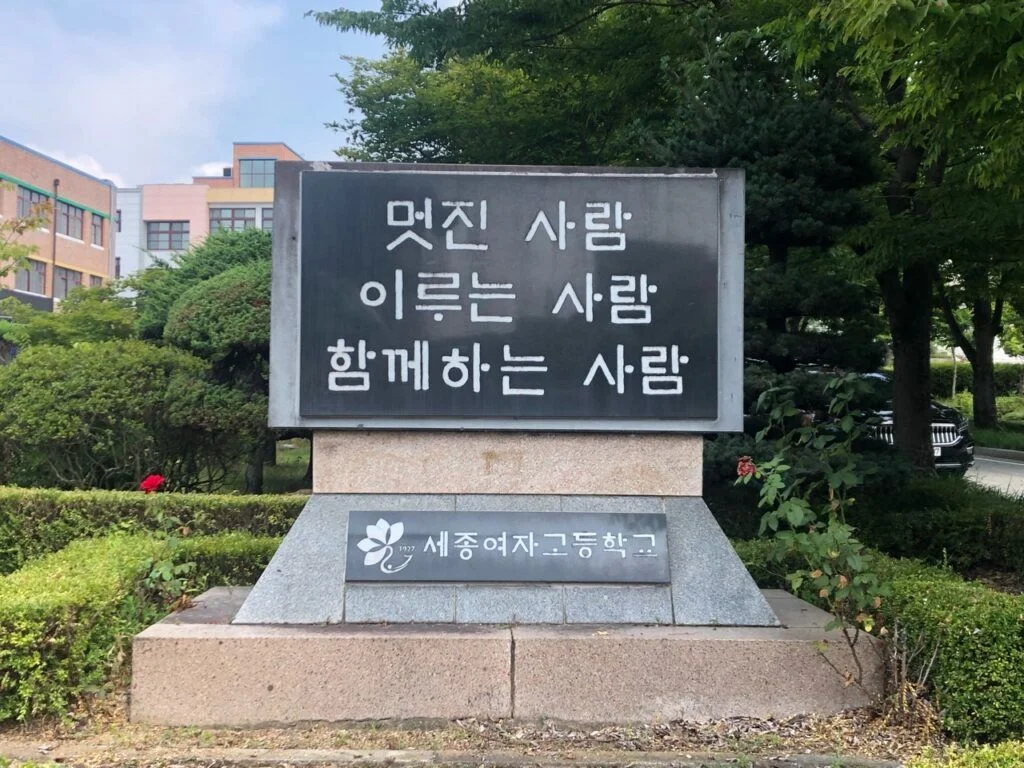 멋진 사람
이루는 사람
함께하는 사람
1927
세종여자고등학교